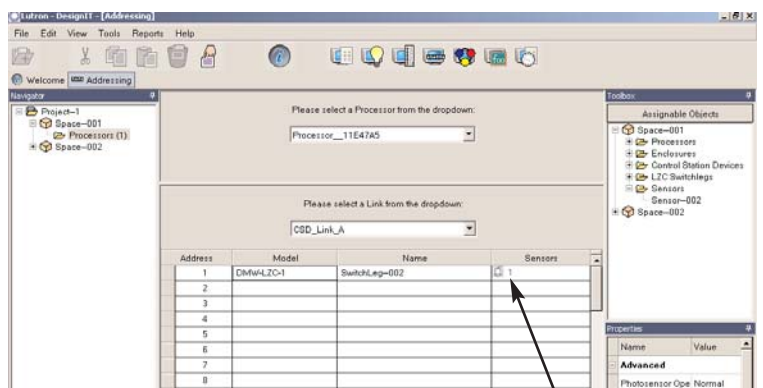 Lutron - DesignIT - [Addressing]
File Edit View Tools Reports Help
Welcome Addressing
Navigator
Project-1
Space-001
Processors (1)
Space-002
Please select a Processor from the dropdown:
Processor__11E47A5
Please select a Link from the dropdown:
CSD_Link_A
Address Model Name Sensors
1 DMW-LZC-1 SwitchLeg-002 1
2
3
4
5
6
7
8
Toolbox
Assignable Objects
Space-001
Processors
Enclosures
Control Station Devices
LZC Switchlegs
Sensors
Sensor-002
Space-002
Properties
Name Value
Advanced
Photosensor Ope Normal